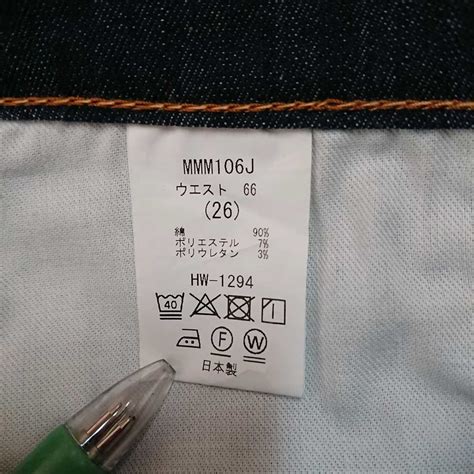 MMM106J
ウエスト 66
(26)
綿 90%
ポリエステル 7%
ポリウレタン 3%
HW-1294
40
F W
日本製